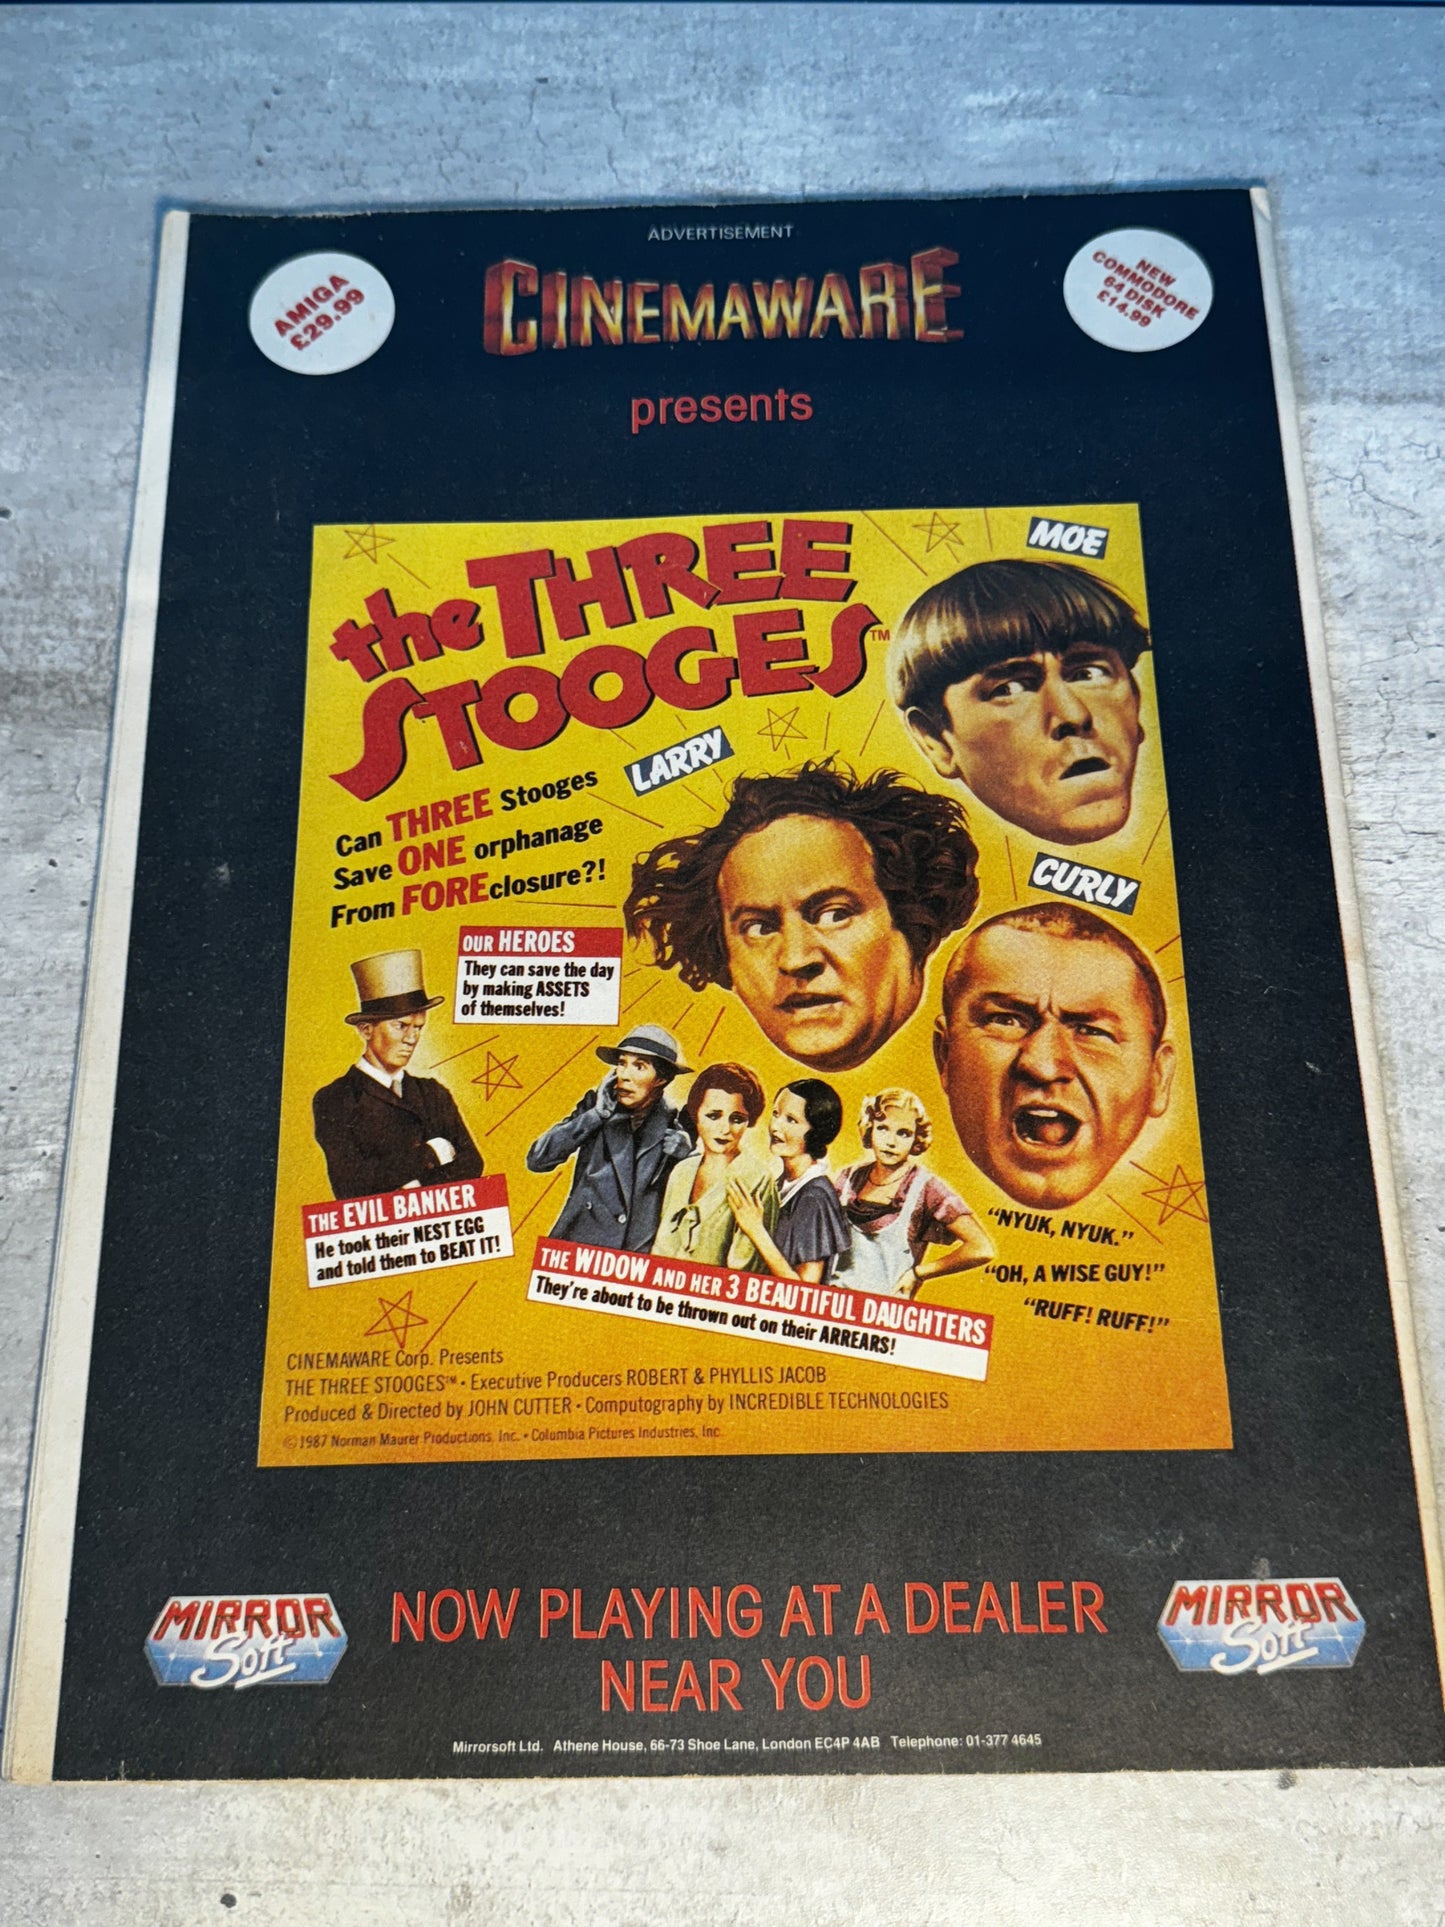 ADVERTISEMENT
AMIGA
£29.99
CINEMAWARE
NEW
COMMODORE
64 DISK
£14.99
presents
the THREE
STOOGES™
MOE
LARRY
CURLY
Can THREE Stooges
Save ONE orphanage
From FOREclosure?!
OUR HEROES
They can save the day
by making ASSETS
of themselves!
THE EVIL BANKER
He took their NEST EGG
and told them to BEAT IT!
THE WIDOW AND HER 3 BEAUTIFUL DAUGHTERS
They're about to be thrown out on their ARREARS!
"NYUK, NYUK."
"OH, A WISE GUY!"
"RUFF! RUFF!"
CINEMAWARE Corp. Presents
THE THREE STOOGES™ • Executive Producers ROBERT & PHYLLIS JACOB
Produced & Directed by JOHN CUTTER • Computography by INCREDIBLE TECHNOLOGIES
© 1987 Norman Maurer Productions, Inc. • Columbia Pictures Industries, Inc.
MIRROR
Soft
NOW PLAYING AT A DEALER
NEAR YOU
MIRROR
Soft
Mirrorsoft Ltd. Athene House, 66-73 Shoe Lane, London EC4P 4AB Telephone: 01-377 4645